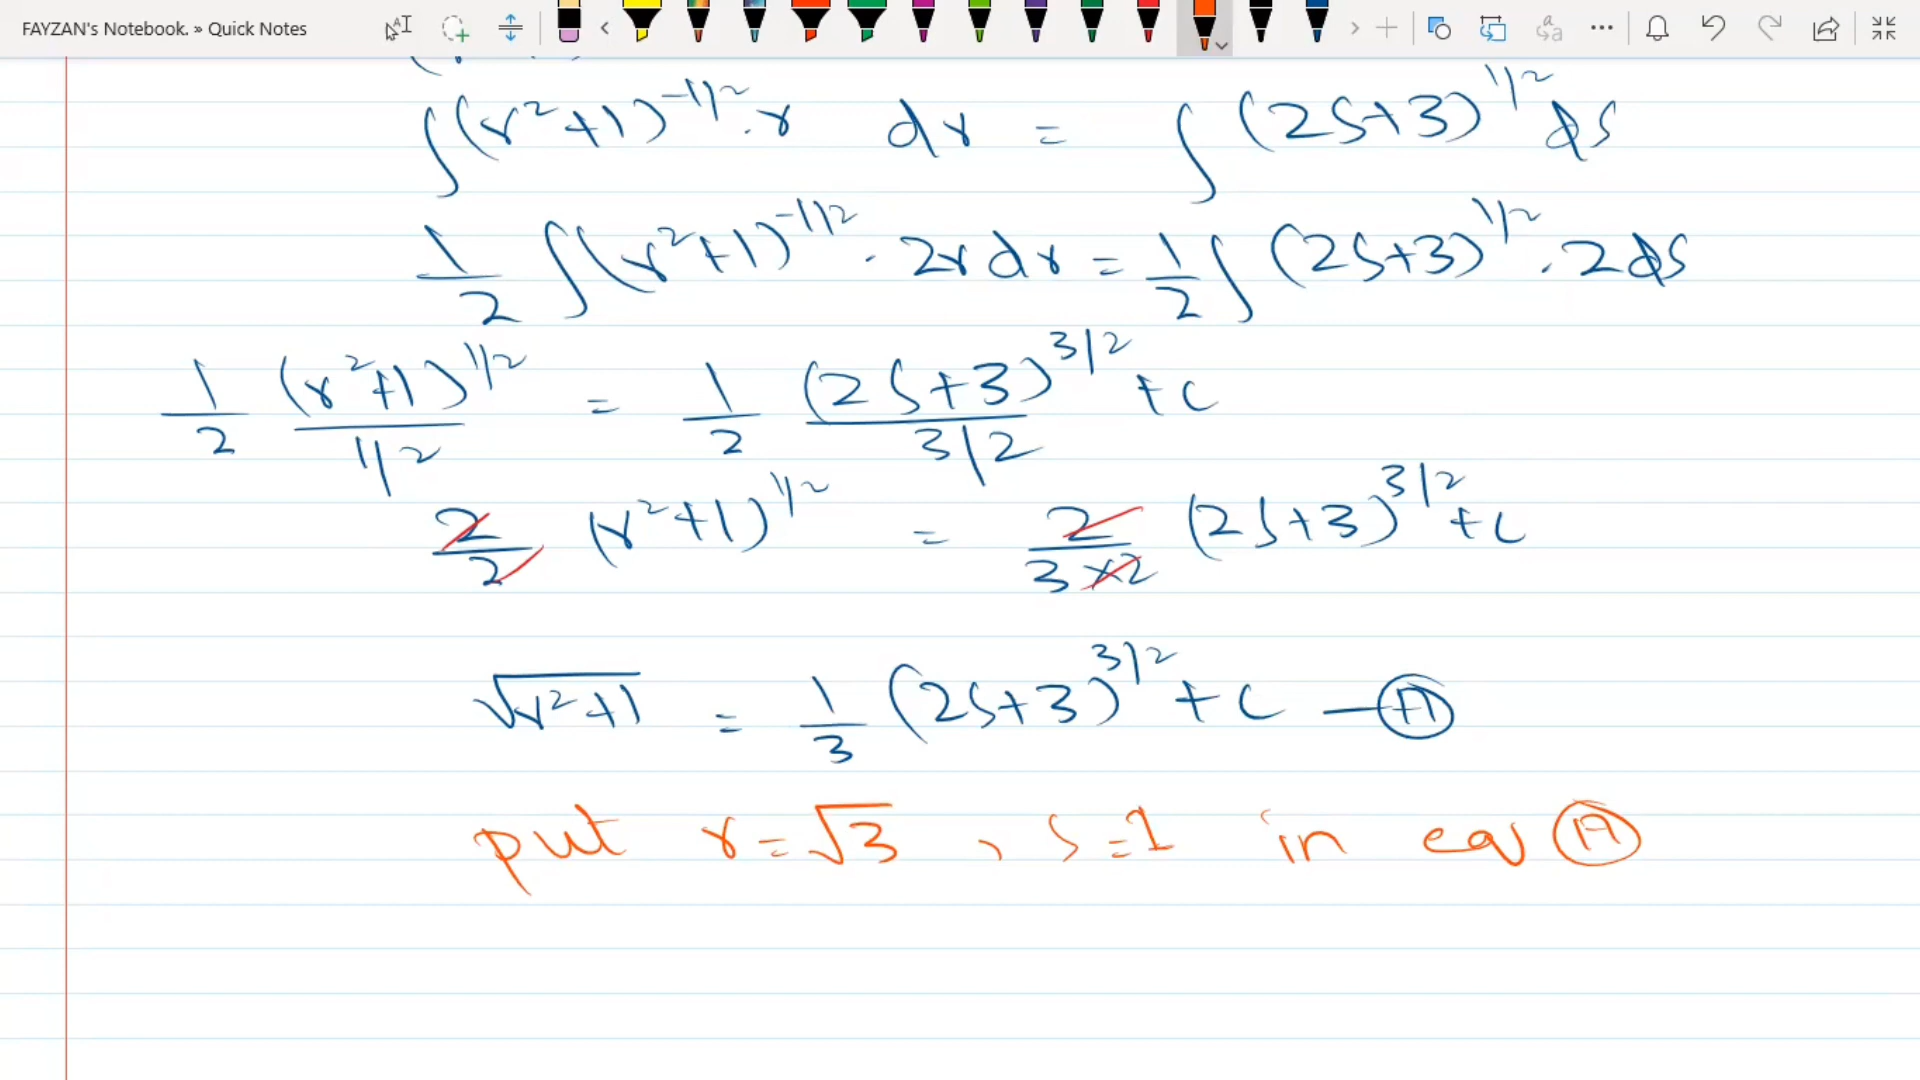 FAYZAN's Notebook. » Quick Notes
∫(r²+1)^-1/2 . r dr = ∫(2s+3)^1/2 ds
1/2 ∫(r²+1)^-1/2 . 2r dr = 1/2 ∫(2s+3)^1/2 . 2ds
1/2 (r²+1)^1/2 / 1/2 = 1/2 (2s+3)^3/2 / 3/2 + c
2/2 (r²+1)^1/2 = 2/3×2 (2s+3)^3/2 + c
√r²+1 = 1/3 (2s+3)^3/2 + c — Ⓐ
put r=√3 , s=1 in eq Ⓐ